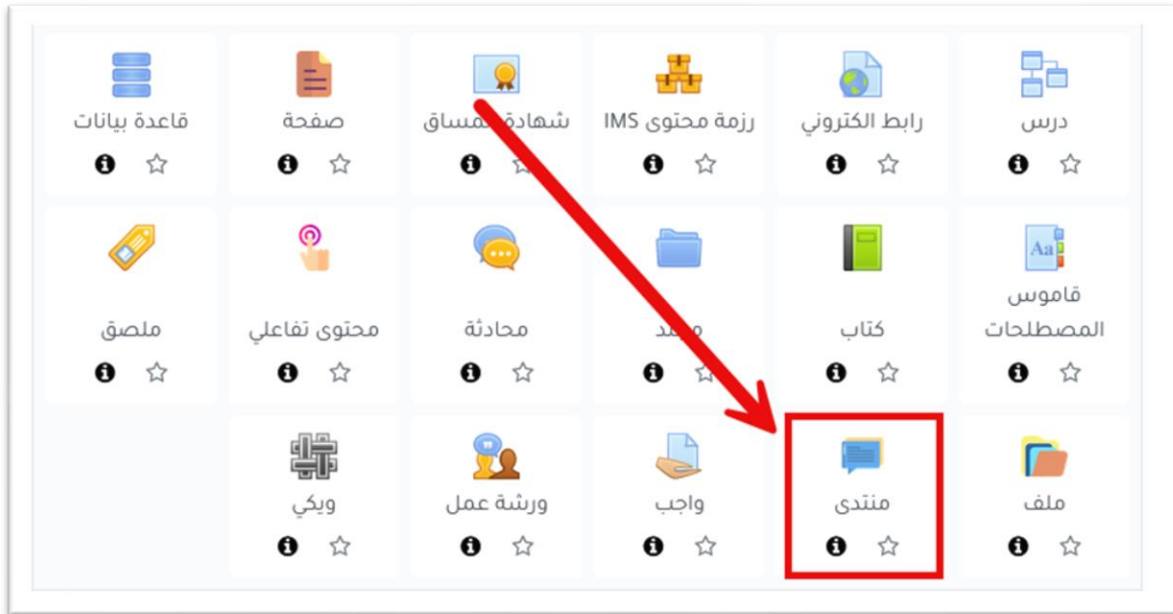 درس
رابط الكتروني
رزمة محتوى IMS
شهادة
صفحة
قاعدة بيانات
قاموس
المصطلحات
كتاب
محادثة
محتوى تفاعلي
ملصق
ملف
منتدى
واجب
ورشة عمل
ويكي